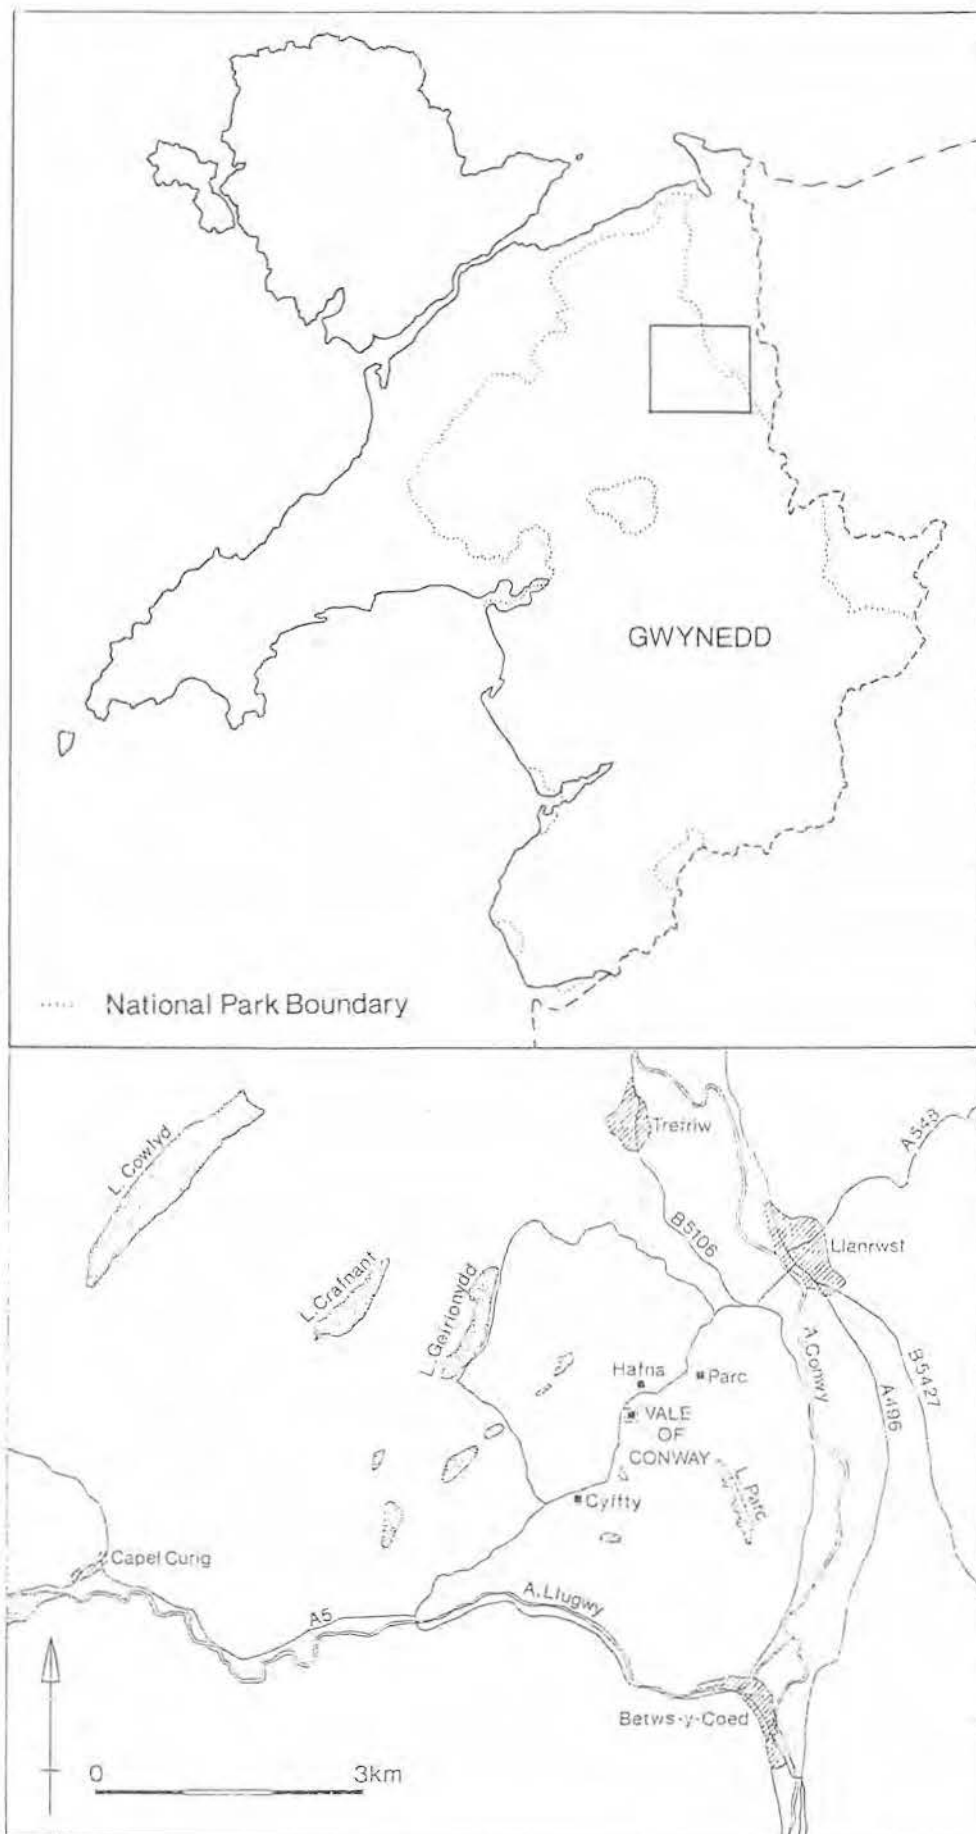 GWYNEDD
National Park Boundary
Trefriw
A548
L. Cowlyd
B5106
Llanrwst
L. Crafnant
L. Geirionydd
A. Conwy
Hafna
Parc
B5427
A496
VALE
OF
CONWAY
L. Parc
Cyffty
Capel Curig
A. Llugwy
A5
Betws-y-Coed
0
3km